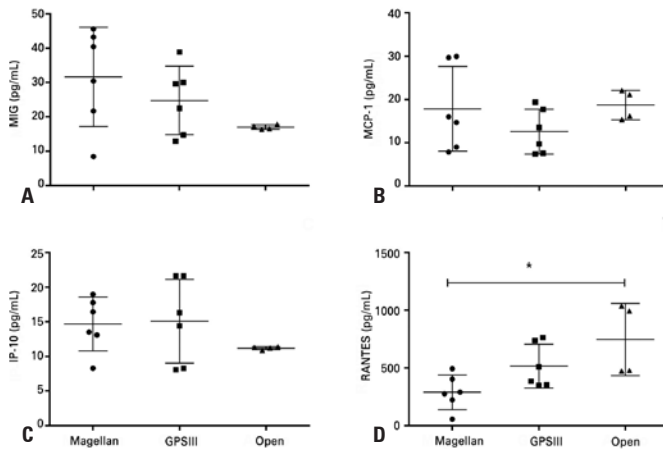 50
40
30
20
10
0
MIG (pg/mL)
A
40
30
20
10
0
MCP-1 (pg/mL)
B
25
20
15
10
5
0
IP-10 (pg/mL)
C
Magellan GPSIII Open
1500
1000
500
0
RANTES (pg/mL)
*
D
Magellan GPSIII Open